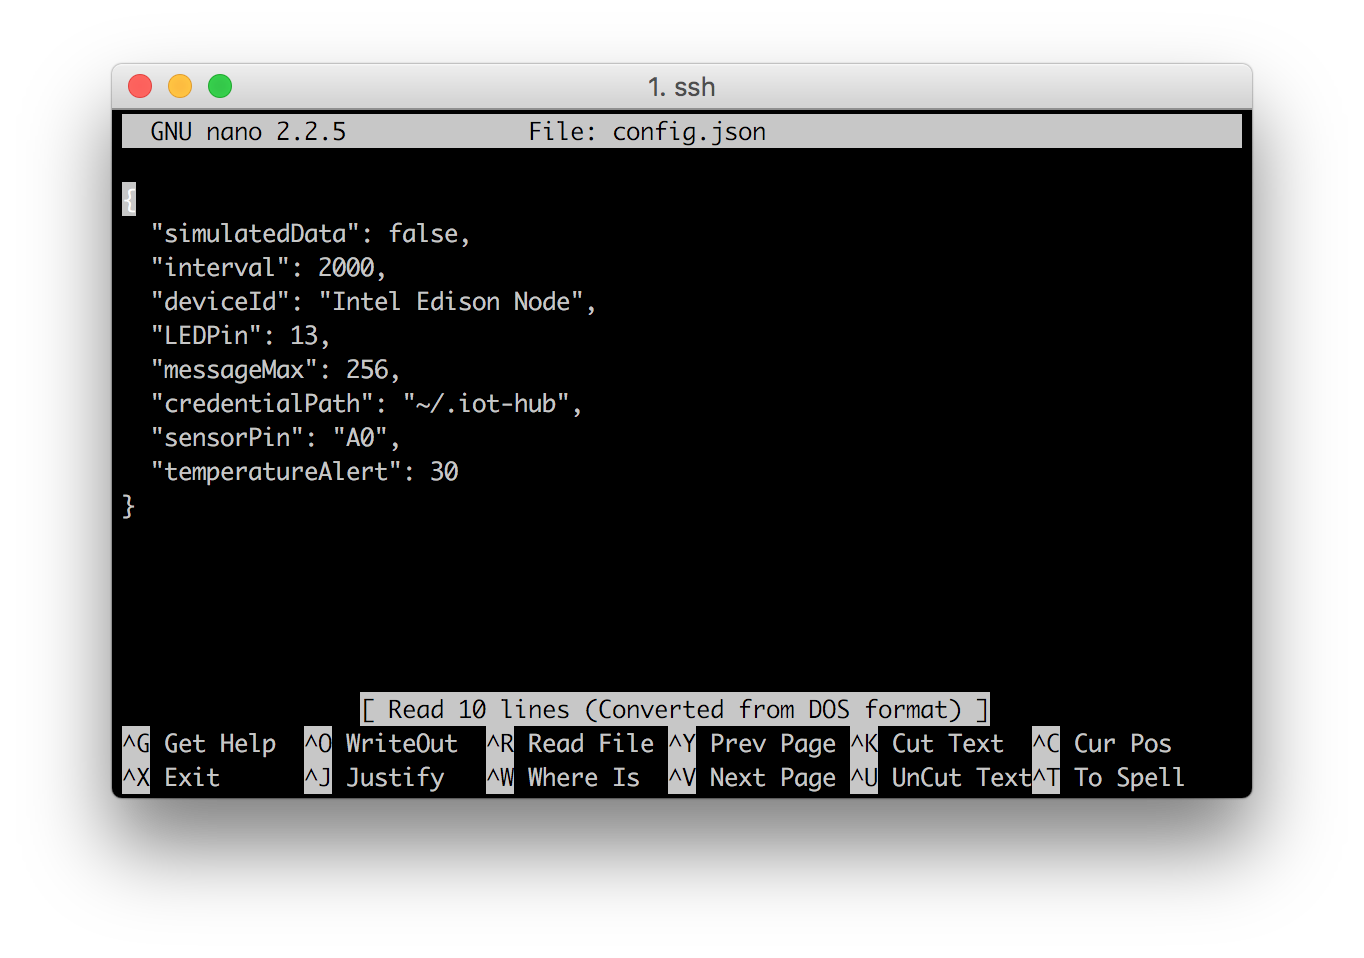 1. ssh
GNU nano 2.2.5 File: config.json
{
  "simulatedData": false,
  "interval": 2000,
  "deviceId": "Intel Edison Node",
  "LEDPin": 13,
  "messageMax": 256,
  "credentialPath": "~/.iot-hub",
  "sensorPin": "A0",
  "temperatureAlert": 30
}
[ Read 10 lines (Converted from DOS format) ]
^G Get Help ^O WriteOut ^R Read File ^Y Prev Page ^K Cut Text ^C Cur Pos
^X Exit ^J Justify ^W Where Is ^V Next Page ^U UnCut Text^T To Spell